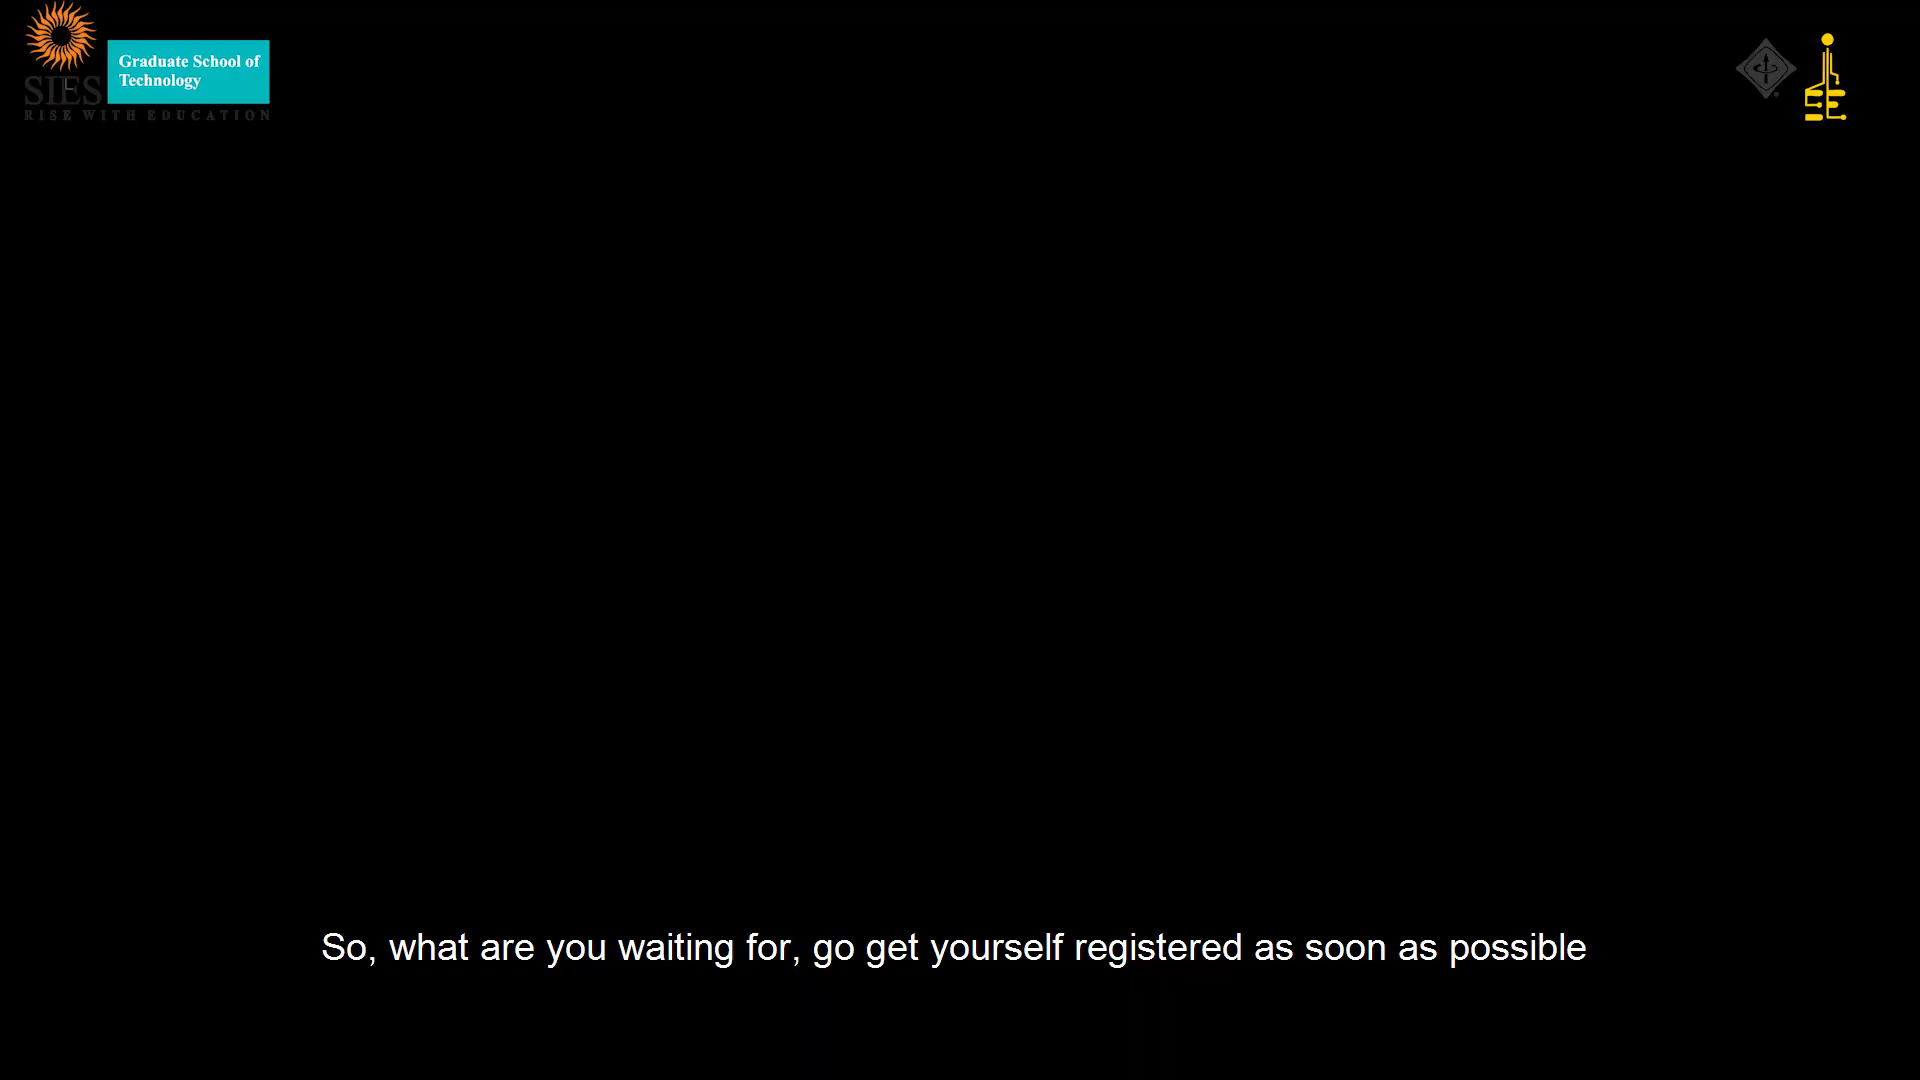 Graduate School of
Technology
SIES
RISE WITH EDUCATION
So, what are you waiting for, go get yourself registered as soon as possible